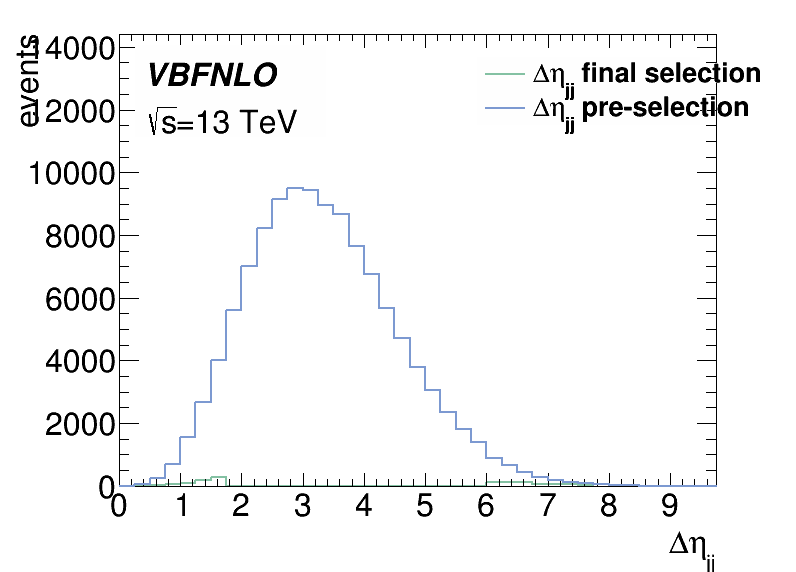 events
14000
12000
10000
8000
6000
4000
2000
0
VBFNLO
√s=13 TeV
Δηjj final selection
Δηjj pre-selection
0 1 2 3 4 5 6 7 8 9
Δηjj